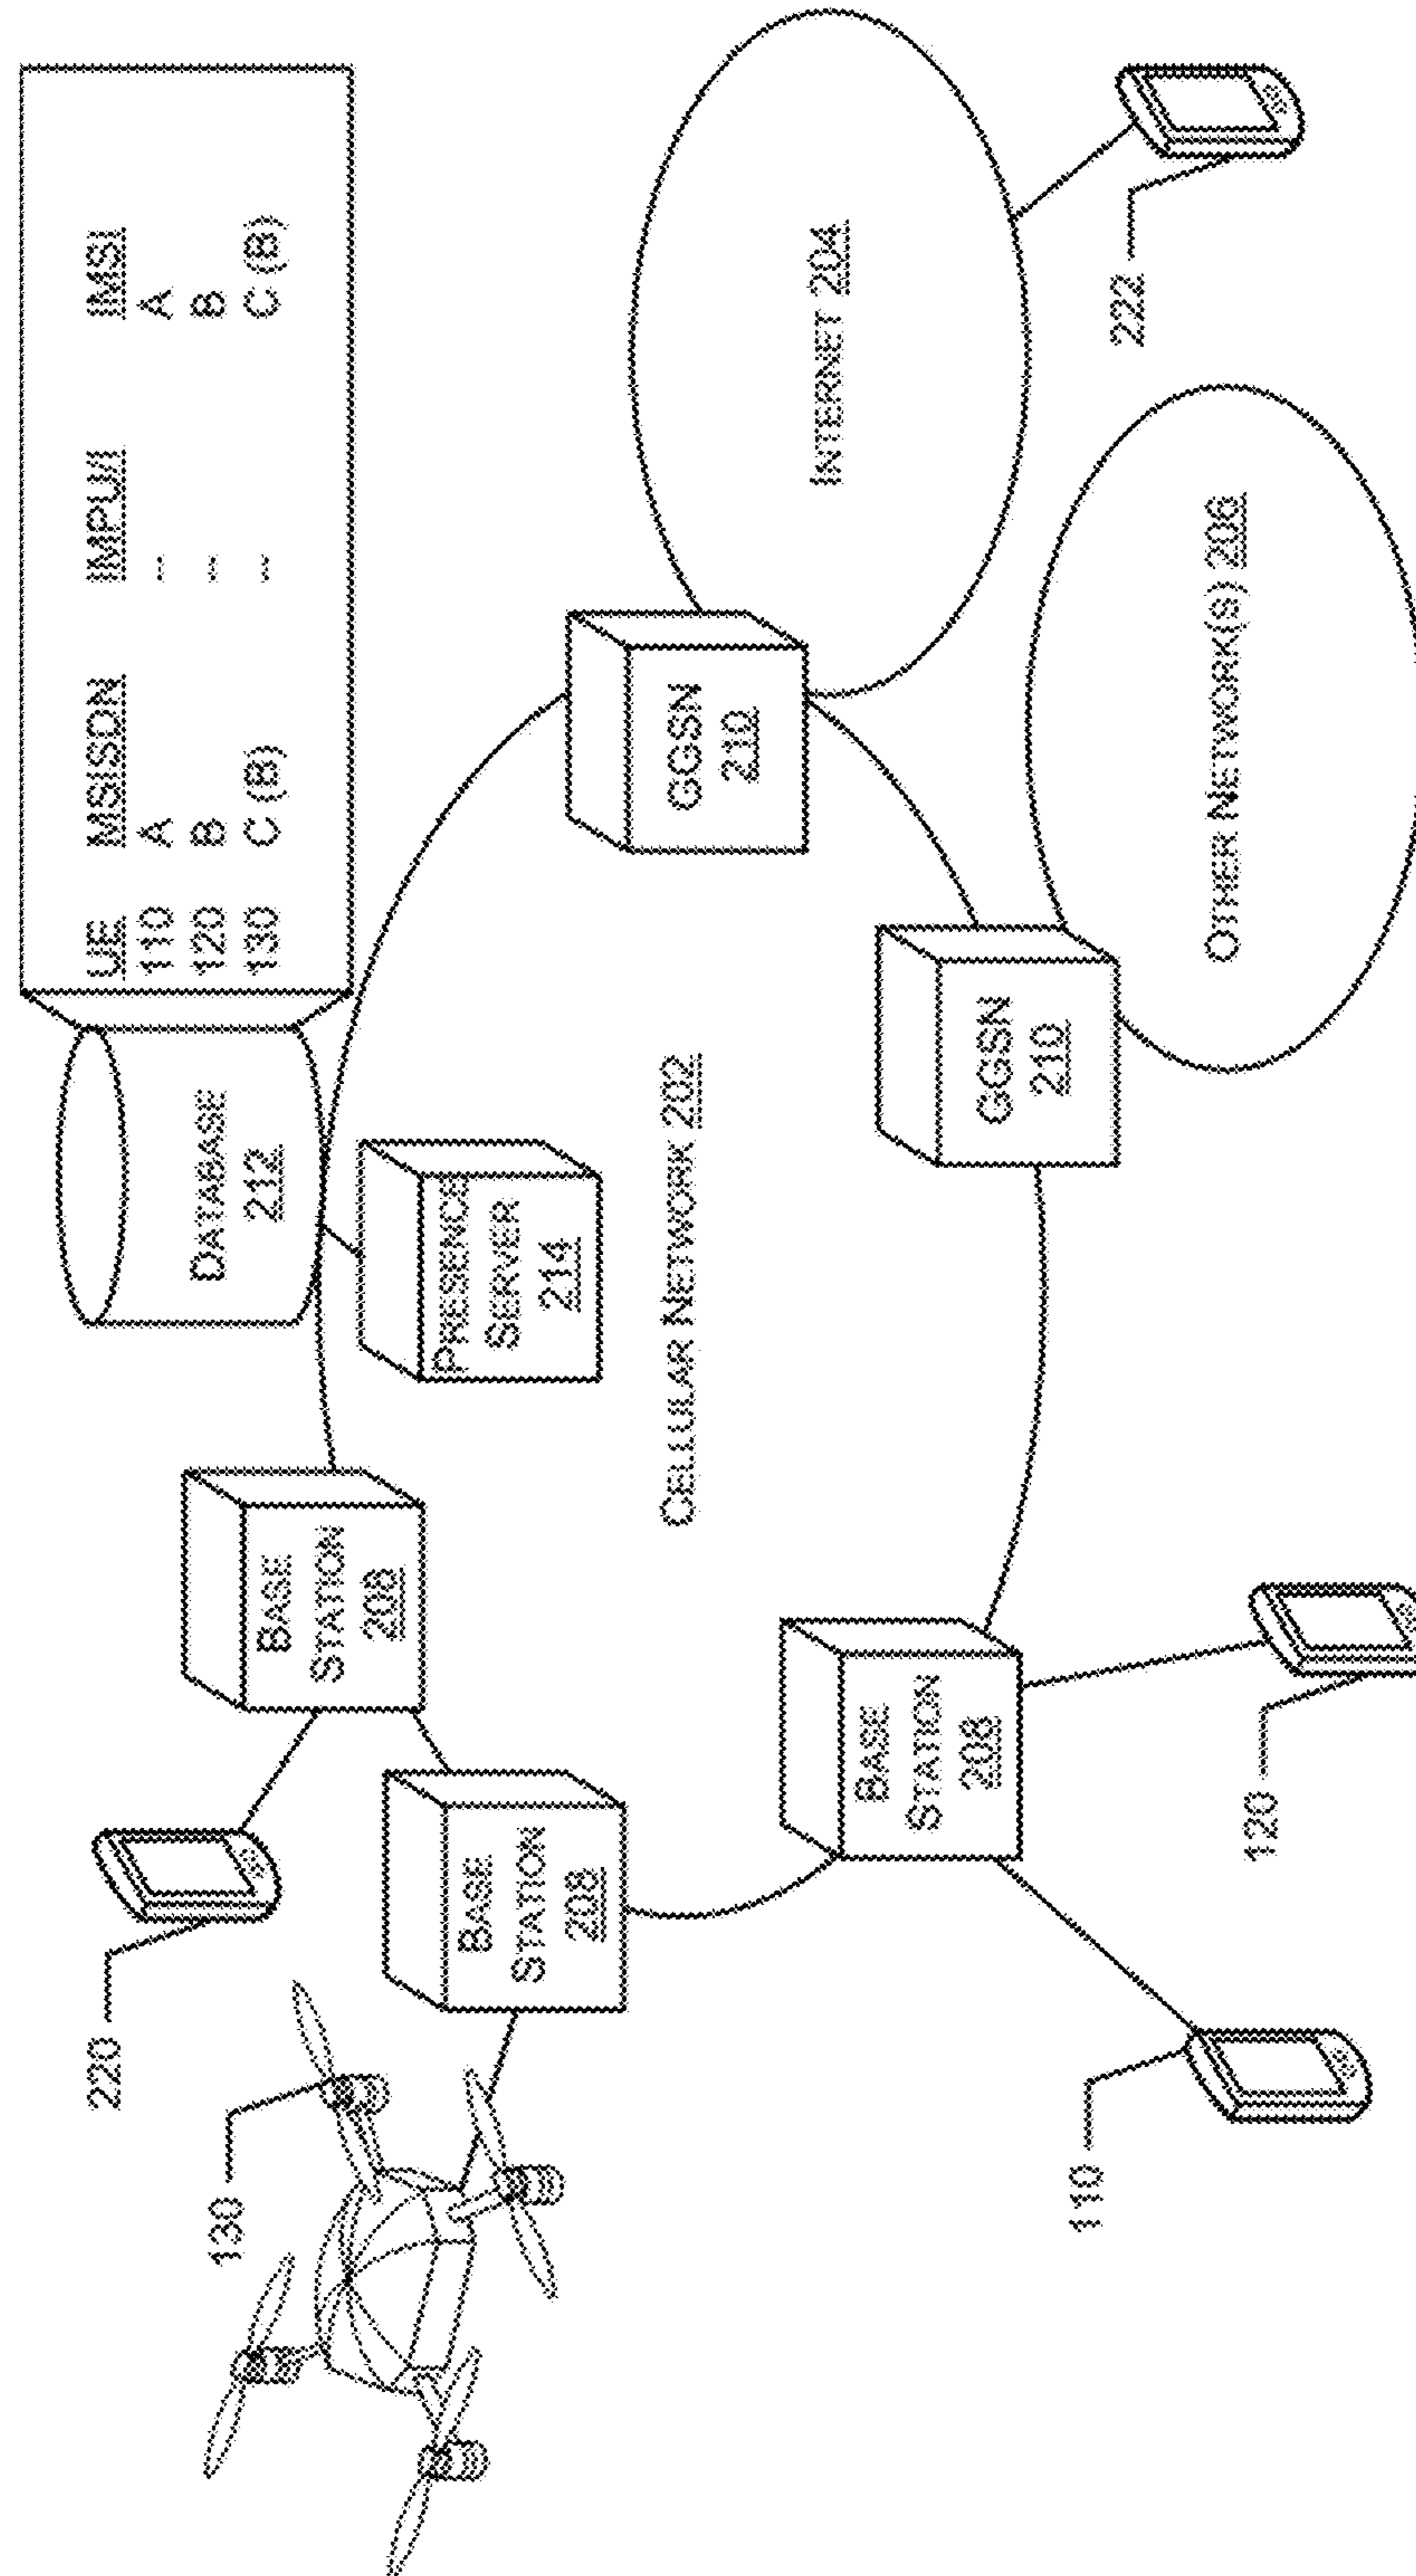 UE MSISDN IMPU/I IMSI
110 A -- A
120 B -- B
130 C (B) -- C (B)
DATABASE
212
220
130
BASE
STATION
208
PRESENCE
SERVER
214
BASE
STATION
208
CELLULAR NETWORK 202
GGSN
210
INTERNET 204
BASE
STATION
208
GGSN
210
OTHER NETWORK(S) 206
110
120
222